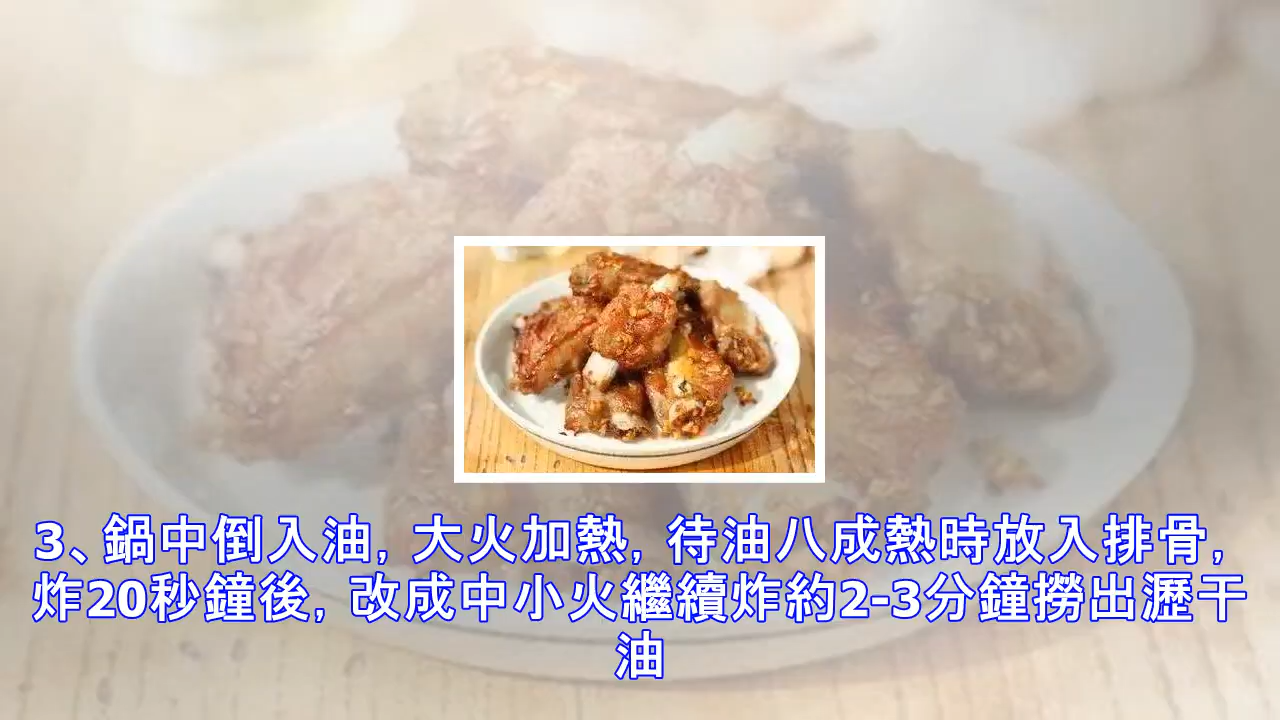 3、鍋中倒入油, 大火加熱, 待油八成熱時放入排骨,
炸20秒鐘後, 改成中小火繼續炸約2-3分鐘撈出瀝干
油